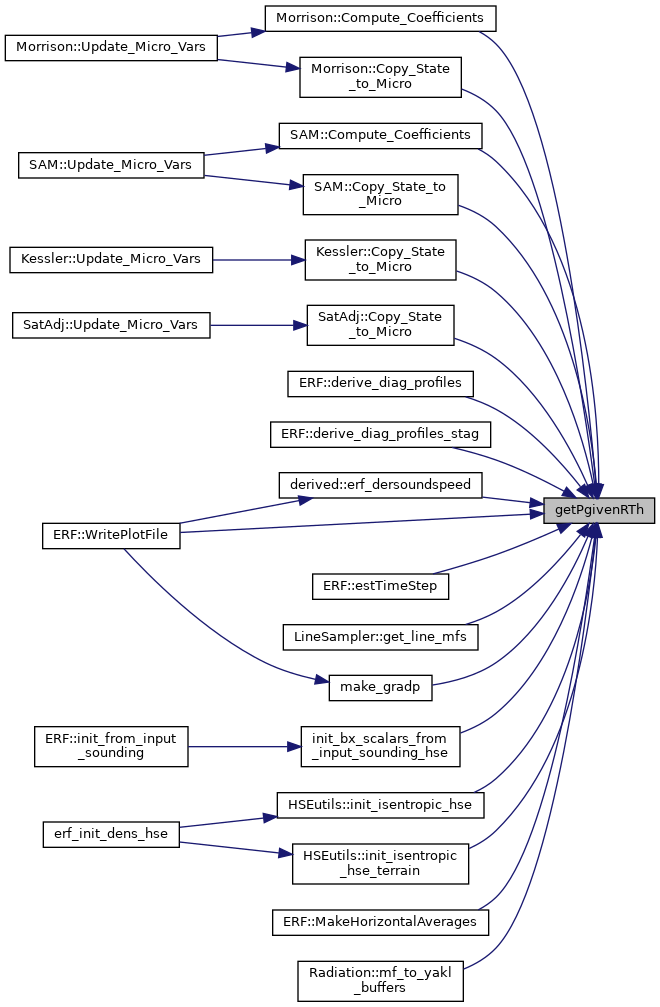 Morrison::Compute_Coefficients
Morrison::Update_Micro_Vars
Morrison::Copy_State
_to_Micro
SAM::Compute_Coefficients
SAM::Update_Micro_Vars
SAM::Copy_State_to
_Micro
Kessler::Update_Micro_Vars
Kessler::Copy_State
_to_Micro
SatAdj::Update_Micro_Vars
SatAdj::Copy_State
_to_Micro
ERF::derive_diag_profiles
ERF::derive_diag_profiles_stag
derived::erf_dersoundspeed
getPgivenRTh
ERF::WritePlotFile
ERF::estTimeStep
LineSampler::get_line_mfs
make_gradp
ERF::init_from_input
_sounding
init_bx_scalars_from
_input_sounding_hse
HSEutils::init_isentropic_hse
erf_init_dens_hse
HSEutils::init_isentropic
_hse_terrain
ERF::MakeHorizontalAverages
Radiation::mf_to_yakl
_buffers